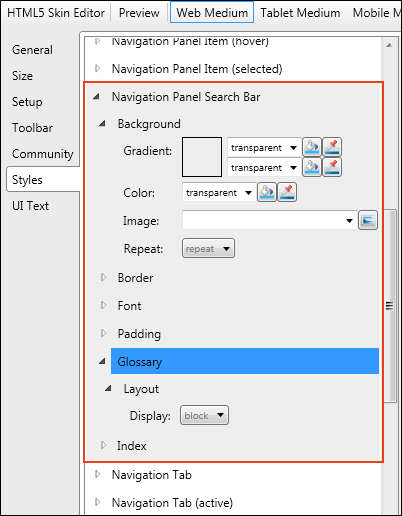 HTML5 Skin Editor Preview Web Medium Tablet Medium Mobile M
General
Size
Setup
Toolbar
Community
Styles
UI Text
Navigation Panel Item (hover)
Navigation Panel Item (selected)
Navigation Panel Search Bar
Background
Gradient: transparent
transparent
Color: transparent
Image:
Repeat: repeat
Border
Font
Padding
Glossary
Layout
Display: block
Index
Navigation Tab
Navigation Tab (active)